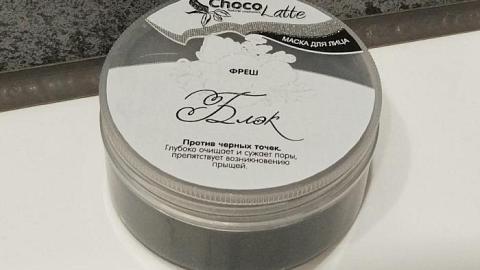 Choco
Latte
МАСКА ДЛЯ ЛИЦА
ФРЕШ
Блэк
Против черных точек.
Глубоко очищает и сужает поры,
препятствует возникновению
прыщей.